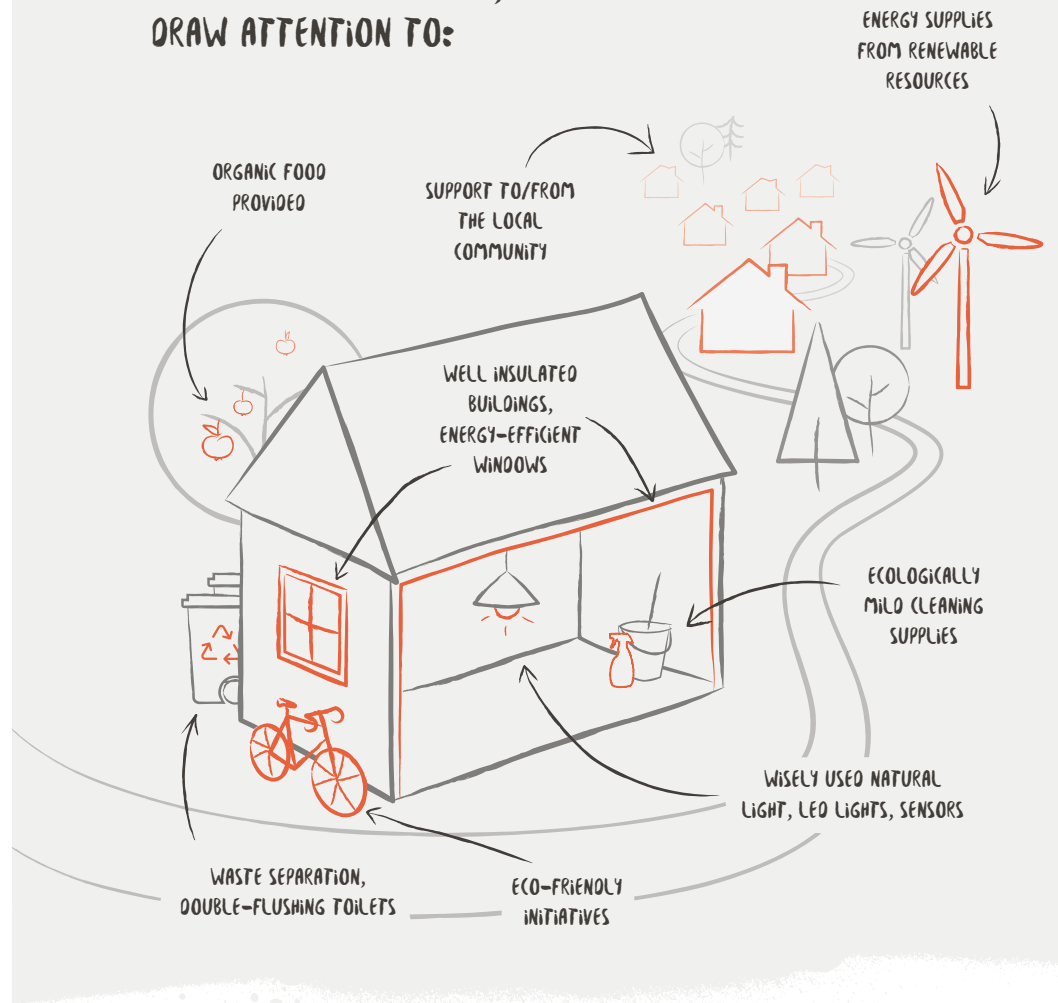 DRAW ATTENTION TO:
ENERGY SUPPLIES
FROM RENEWABLE
RESOURCES
ORGANIC FOOD
PROVIDED
SUPPORT TO/FROM
THE LOCAL
COMMUNITY
WELL INSULATED
BUILDINGS,
ENERGY-EFFICIENT
WINDOWS
ECOLOGICALLY
MILD CLEANING
SUPPLIES
WISELY USED NATURAL
LIGHT, LED LIGHTS, SENSORS
WASTE SEPARATION,
DOUBLE-FLUSHING TOILETS
ECO-FRIENDLY
INITIATIVES